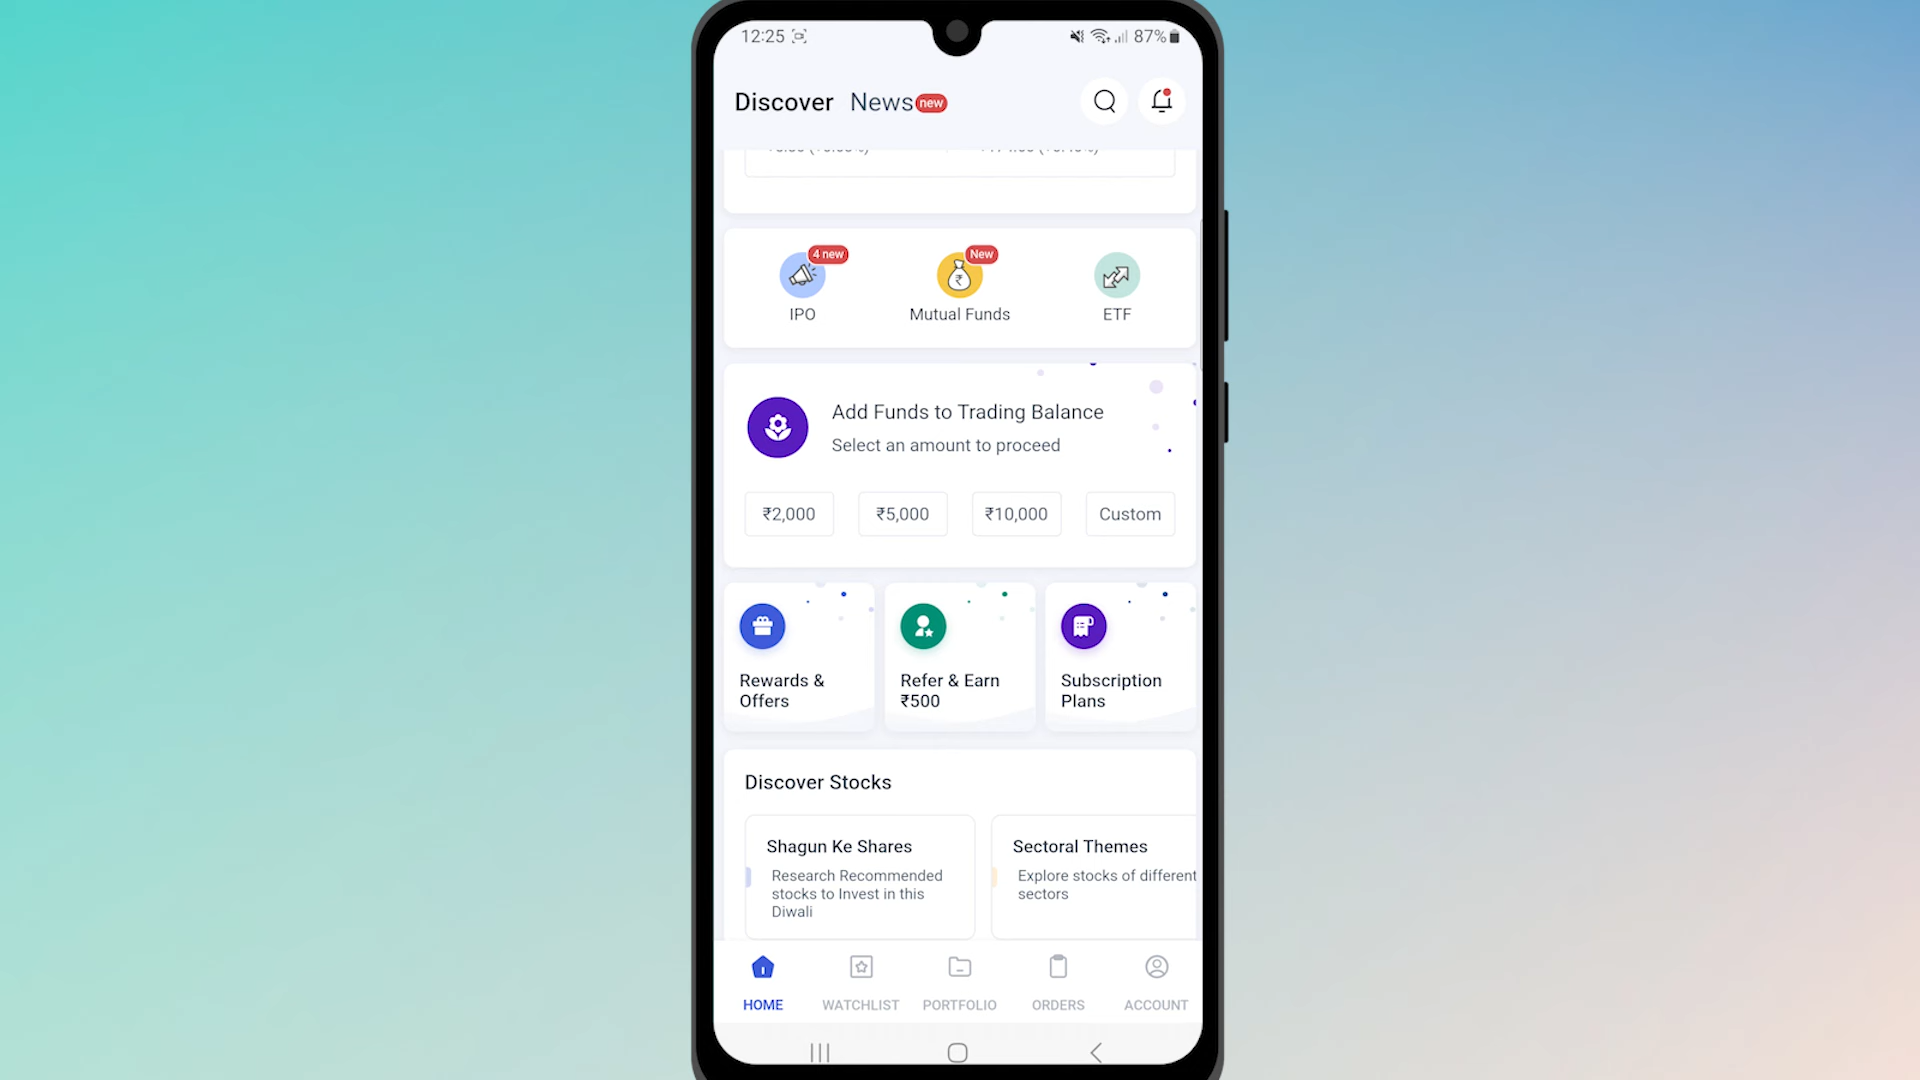 12:25
87%
Discover News new
4 new
New
IPO
Mutual Funds
ETF
Add Funds to Trading Balance
Select an amount to proceed
₹2,000
₹5,000
₹10,000
Custom
Rewards &
Offers
Refer & Earn
₹500
Subscription
Plans
Discover Stocks
Shagun Ke Shares
Research Recommended
stocks to Invest in this
Diwali
Sectoral Themes
Explore stocks of different
sectors
HOME
WATCHLIST
PORTFOLIO
ORDERS
ACCOUNT